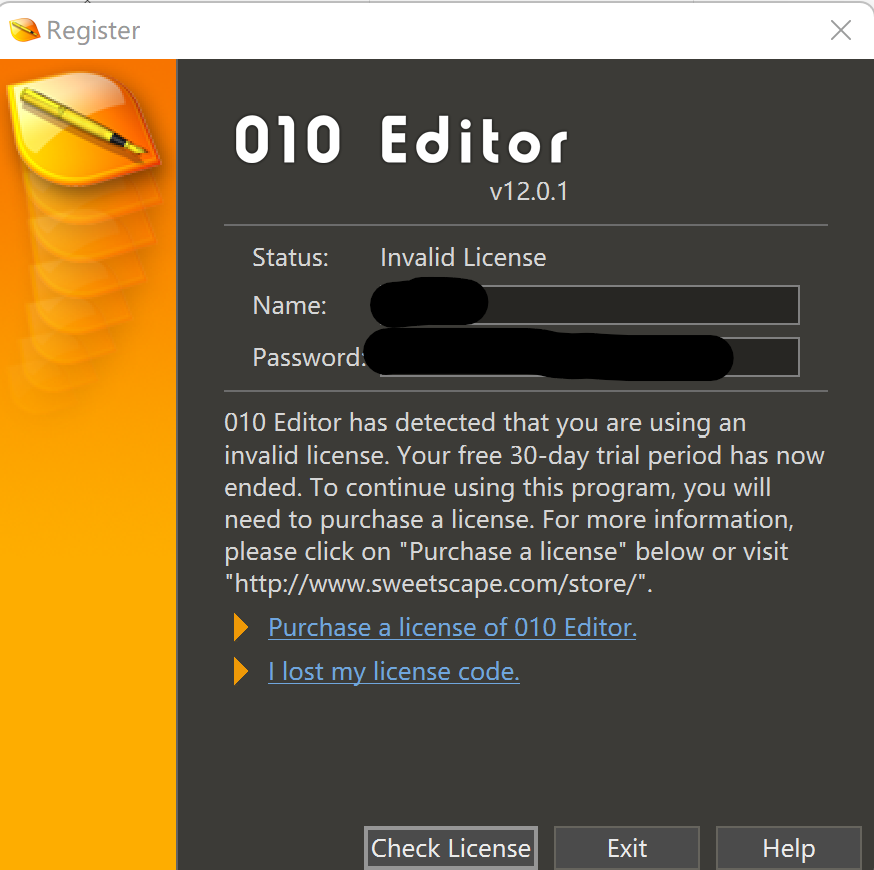 Register
010 Editor
v12.0.1
Status: Invalid License
Name:
Password:
010 Editor has detected that you are using an
invalid license. Your free 30-day trial period has now
ended. To continue using this program, you will
need to purchase a license. For more information,
please click on "Purchase a license" below or visit
"http://www.sweetscape.com/store/".
Purchase a license of 010 Editor.
I lost my license code.
Check License Exit Help